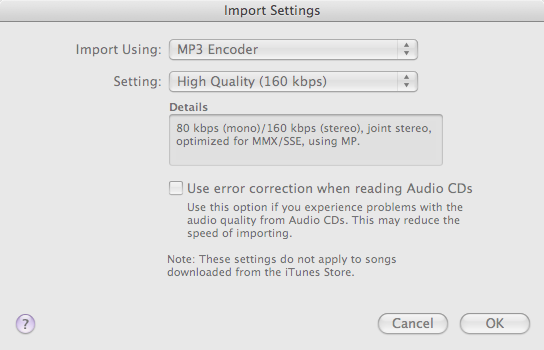 Import Settings
Import Using: MP3 Encoder
Setting: High Quality (160 kbps)
Details
80 kbps (mono)/160 kbps (stereo), joint stereo,
optimized for MMX/SSE, using MP.
Use error correction when reading Audio CDs
Use this option if you experience problems with the
audio quality from Audio CDs. This may reduce the
speed of importing.
Note: These settings do not apply to songs
downloaded from the iTunes Store.
? Cancel OK